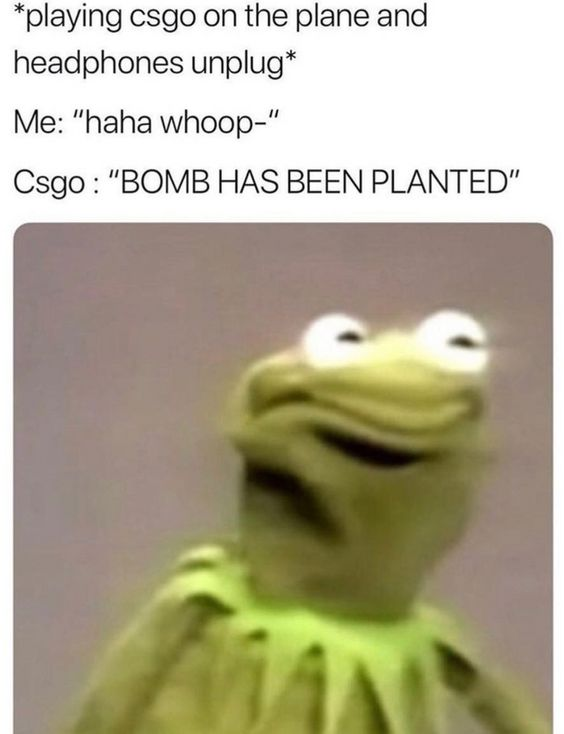 *playing csgo on the plane and
headphones unplug*
Me: "haha whoop-"
Csgo : "BOMB HAS BEEN PLANTED"